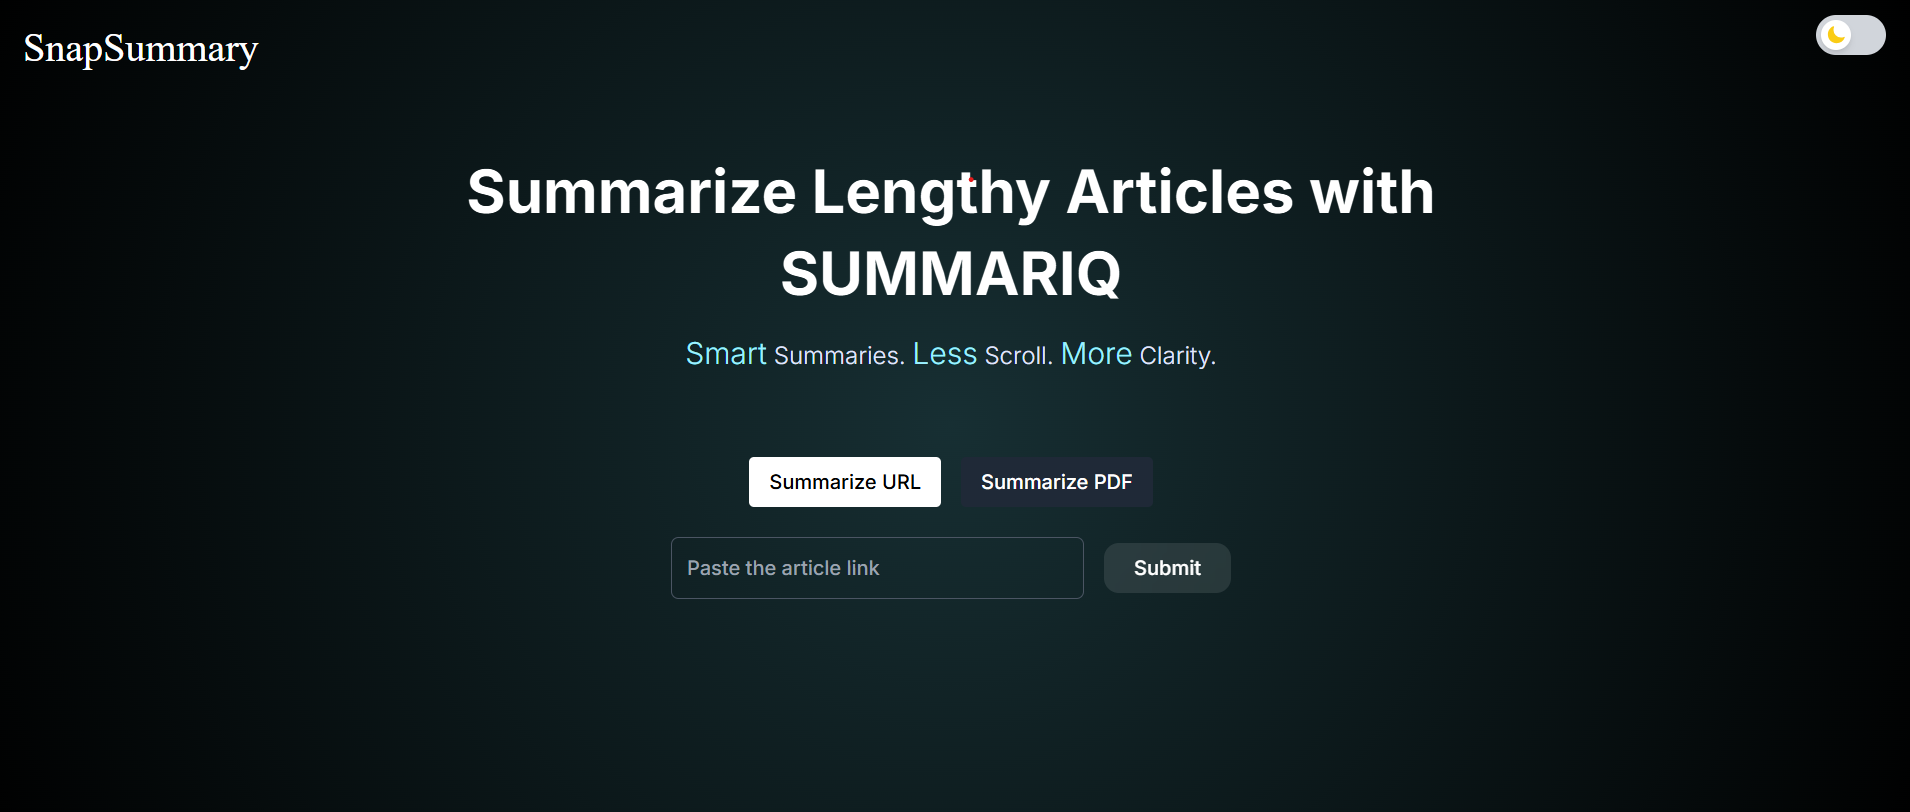 SnapSummary
Summarize Lengthy Articles with
SUMMARIQ
Smart Summaries. Less Scroll. More Clarity.
Summarize URL Summarize PDF
Paste the article link Submit